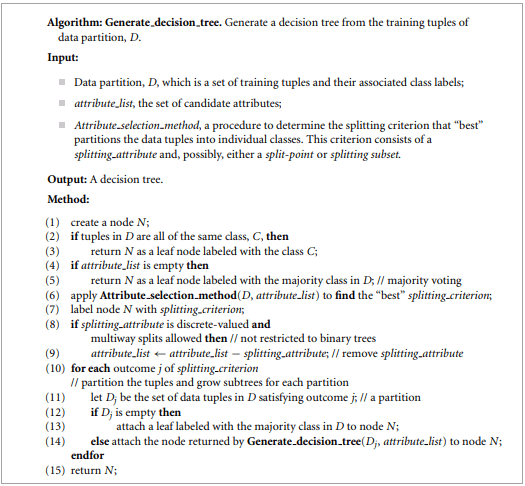 Algorithm: Generate_decision_tree. Generate a decision tree from the training tuples of
data partition, D.
Input:
■ Data partition, D, which is a set of training tuples and their associated class labels;
■ attribute_list, the set of candidate attributes;
■ Attribute_selection_method, a procedure to determine the splitting criterion that “best”
partitions the data tuples into individual classes. This criterion consists of a
splitting_attribute and, possibly, either a split-point or splitting subset.
Output: A decision tree.
Method:
(1) create a node N;
(2) if tuples in D are all of the same class, C, then
(3) return N as a leaf node labeled with the class C;
(4) if attribute_list is empty then
(5) return N as a leaf node labeled with the majority class in D; // majority voting
(6) apply Attribute_selection_method(D, attribute_list) to find the “best” splitting_criterion;
(7) label node N with splitting_criterion;
(8) if splitting_attribute is discrete-valued and
multiway splits allowed then // not restricted to binary trees
(9) attribute_list ← attribute_list − splitting_attribute; // remove splitting_attribute
(10) for each outcome j of splitting_criterion
// partition the tuples and grow subtrees for each partition
(11) let Dj be the set of data tuples in D satisfying outcome j; // a partition
(12) if Dj is empty then
(13) attach a leaf labeled with the majority class in D to node N;
(14) else attach the node returned by Generate_decision_tree(Dj, attribute_list) to node N;
endfor
(15) return N;